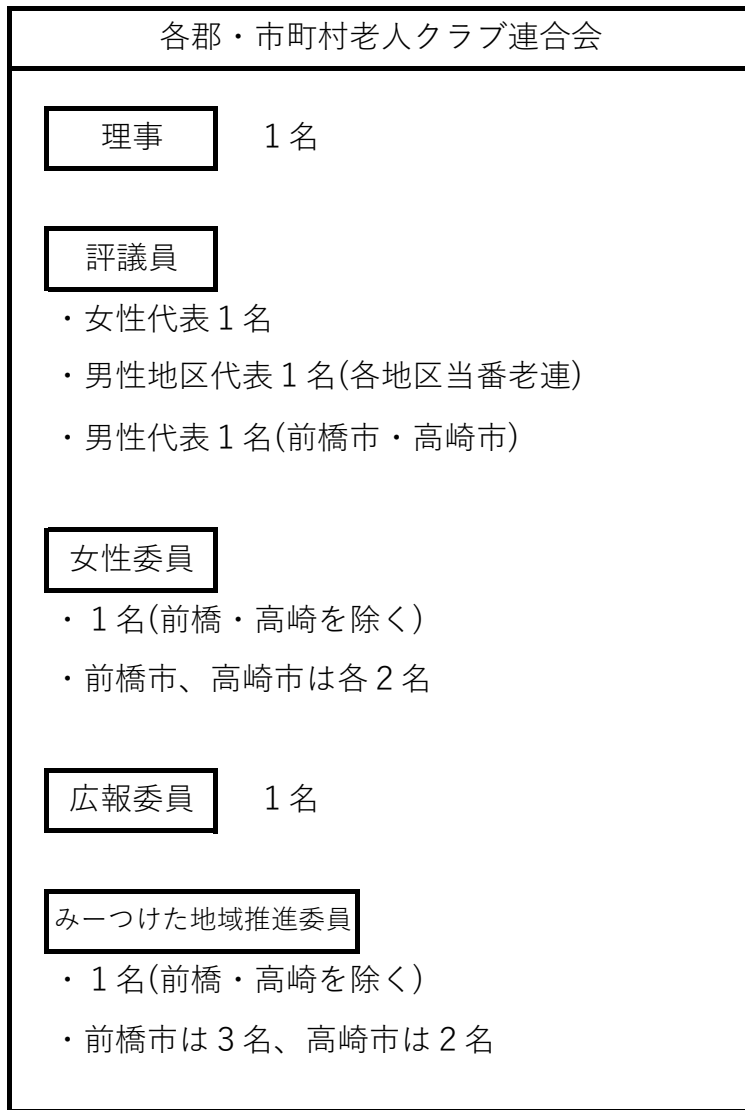 各郡・市町村老人クラブ連合会
理事　１名
評議員
・女性代表１名
・男性地区代表１名(各地区当番老連)
・男性代表１名(前橋市・高崎市)
女性委員
・１名(前橋・高崎を除く)
・前橋市、高崎市は各２名
広報委員　１名
みーつけた地域推進委員
・１名(前橋・高崎を除く)
・前橋市は３名、高崎市は２名